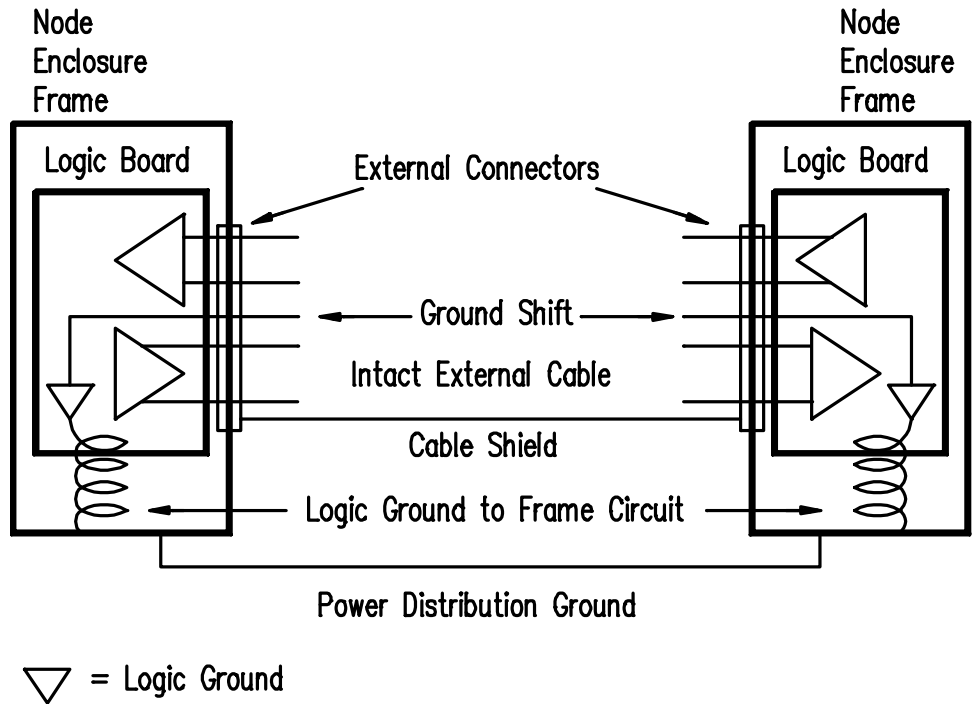 Node
Enclosure
Frame
Node
Enclosure
Frame
Logic Board
External Connectors
Logic Board
Ground Shift
Intact External Cable
Cable Shield
Logic Ground to Frame Circuit
Power Distribution Ground
= Logic Ground